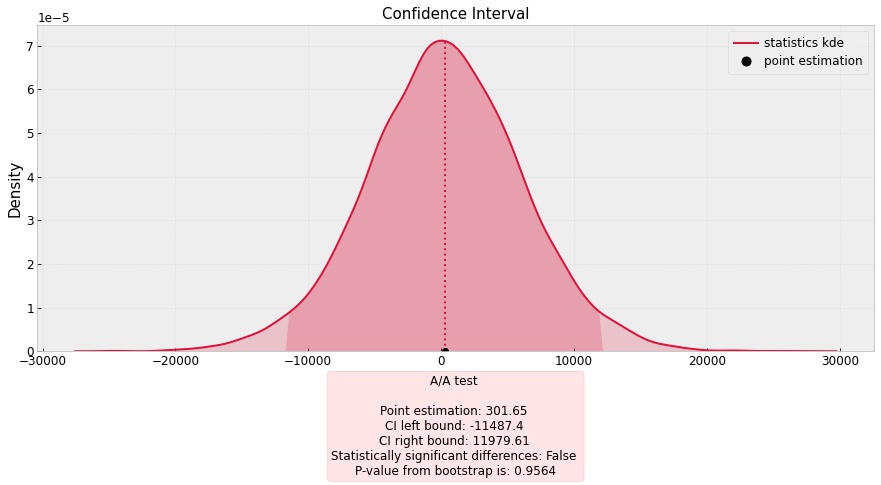 Confidence Interval
1e−5
statistics kde
point estimation
7
6
5
4
3
2
1
0
Density
−30000 −20000 −10000 0 10000 20000 30000
A/A test
Point estimation: 301.65
CI left bound: -11487.4
CI right bound: 11979.61
Statistically significant differences: False
P-value from bootstrap is: 0.9564